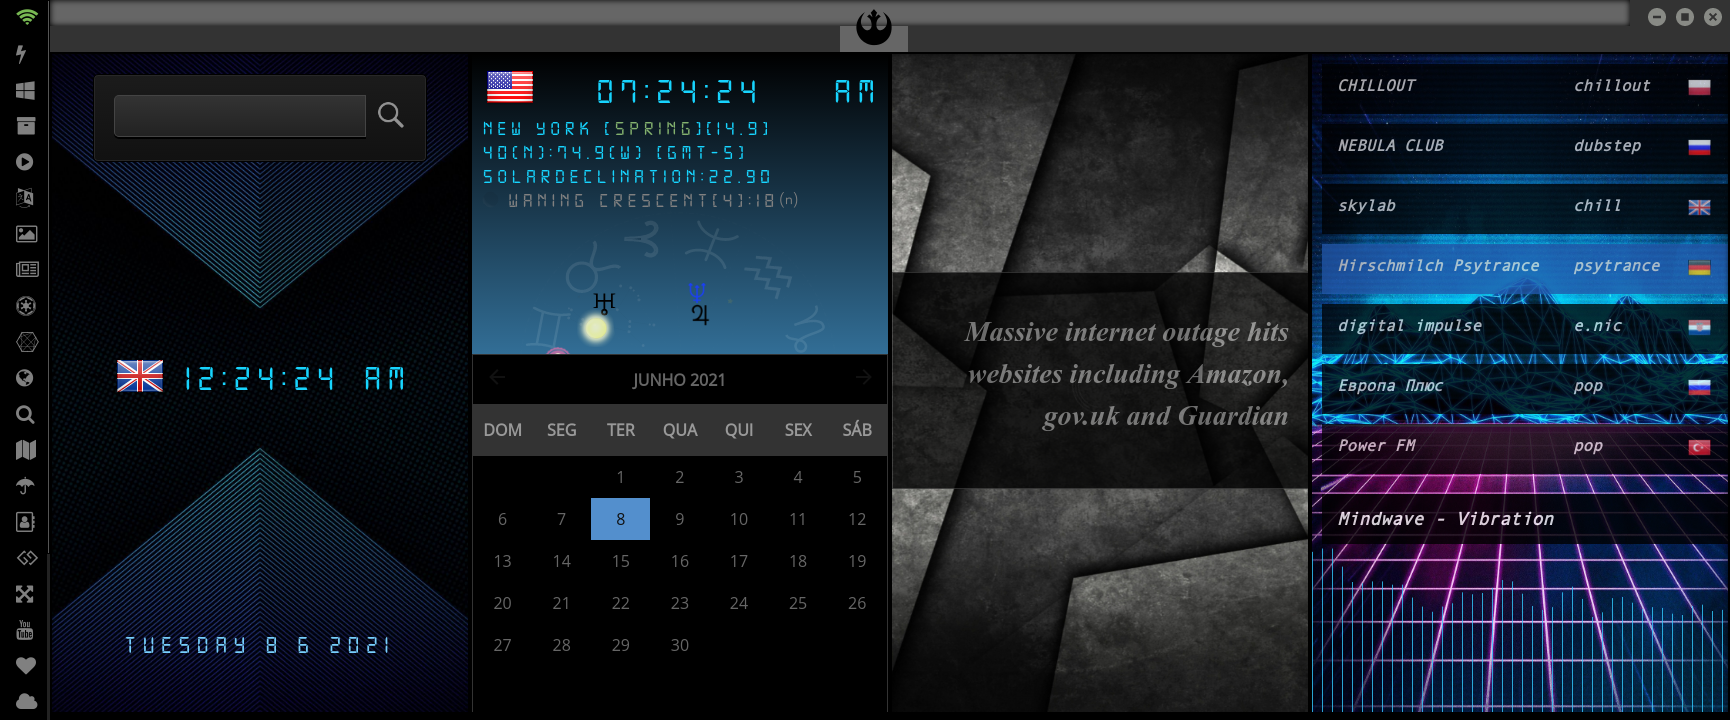 12:24:24 AM
TUESDAY 8 6 2021
07:24:24 AM
NEW YORK [SPRING][14.9]
40(N):74.9(W) (GMT-5)
SOLARDECLINATION:22.90
WANING CRESCENT[4]:18(n)
JUNHO 2021
DOM SEG TER QUA QUI SEX SÁB
1 2 3 4 5
6 7 8 9 10 11 12
13 14 15 16 17 18 19
20 21 22 23 24 25 26
27 28 29 30
Massive internet outage hits
websites including Amazon,
gov.uk and Guardian
CHILLOUT chillout
NEBULA CLUB dubstep
skylab chill
Hirschmilch Psytrance psytrance
digital impulse e.nic
Европа Плюс pop
Power FM pop
Mindwave - Vibration
You
Tube